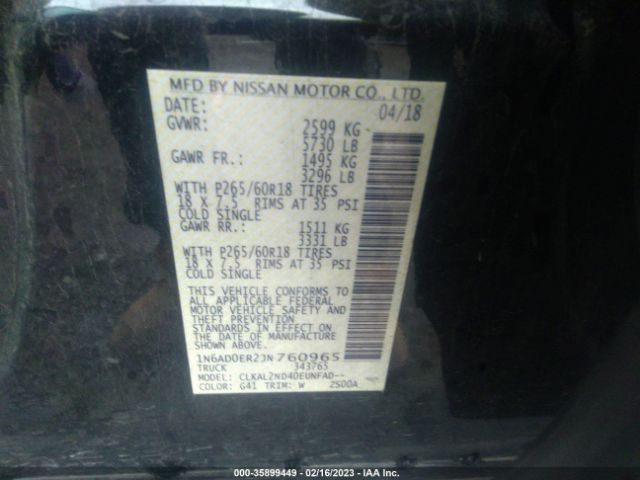 MFD BY NISSAN MOTOR CO., LTD.
DATE: 04/18
GVWR: 2599 KG
5730 LB
GAWR FR.: 1495 KG
3296 LB
WITH P265/60R18 TIRES
18 X 7.5 RIMS AT 35 PSI
COLD SINGLE
GAWR RR.: 1511 KG
3331 LB
WITH P265/60R18 TIRES
18 X 7.5 RIMS AT 35 PSI
COLD SINGLE
THIS VEHICLE CONFORMS TO
ALL APPLICABLE FEDERAL
MOTOR VEHICLE SAFETY AND
THEFT PREVENTION
STANDARDS IN EFFECT ON
THE DATE OF MANUFACTURE
SHOWN ABOVE.
1N6AD0ER2JN760965
TRUCK 343765
MODEL: CLKAL2ND40EUNFAD--
COLOR: G41 TRIM: W 2S00A
000-35899449 - 02/16/2023 - IAA Inc.